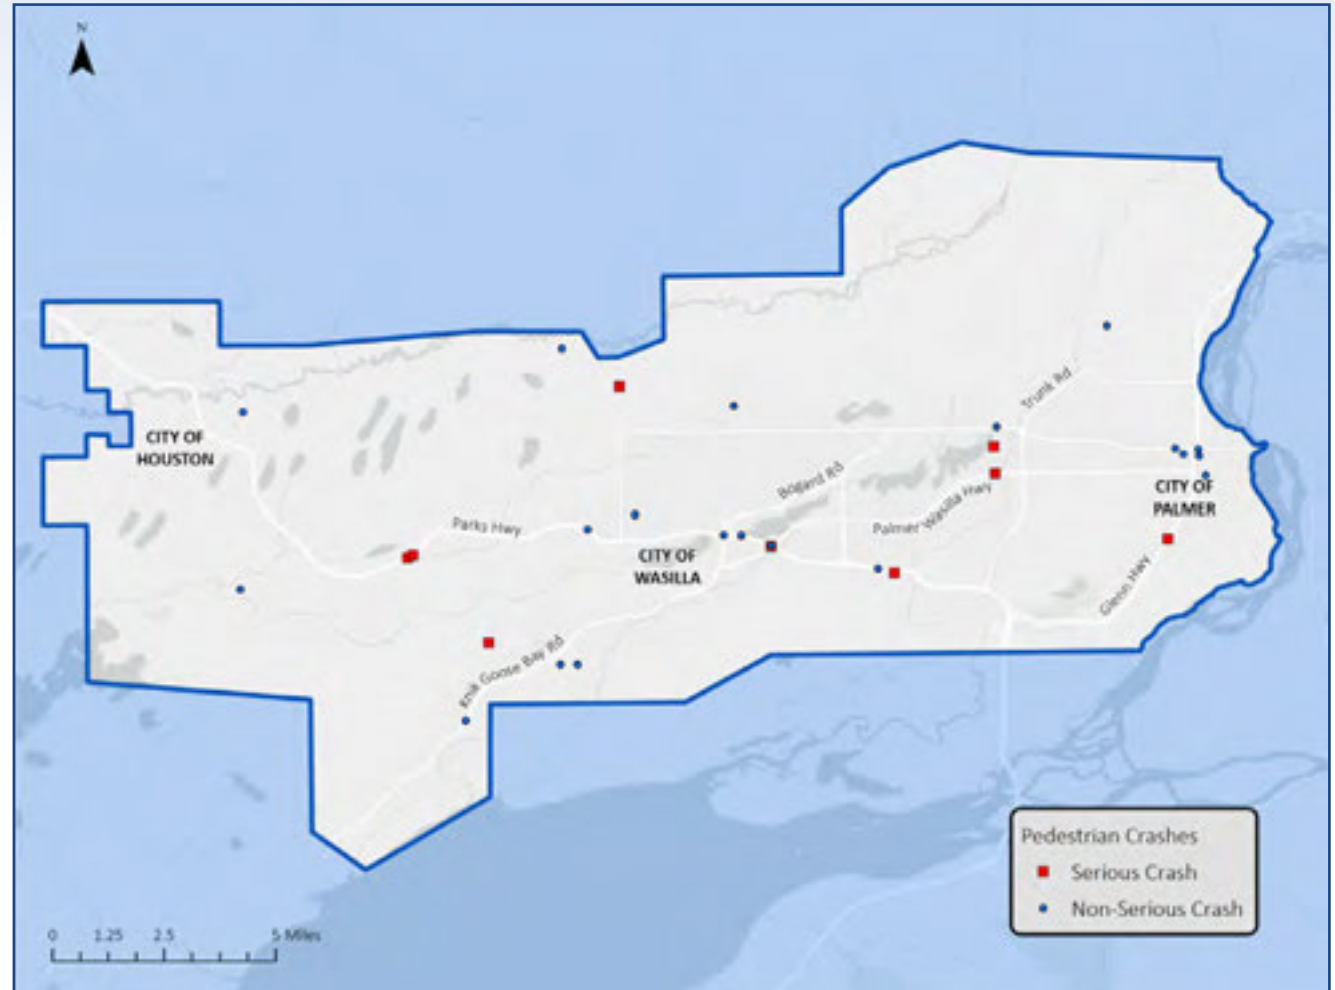 N
Trunk Rd
CITY OF
HOUSTON
Bogard Rd
CITY OF
PALMER
Palmer Wasilla Hwy
Parks Hwy
CITY OF
WASILLA
Glenn Hwy
Knik Goose Bay Rd
Pedestrian Crashes
Serious Crash
Non-Serious Crash
0 1.25 2.5 5 Miles